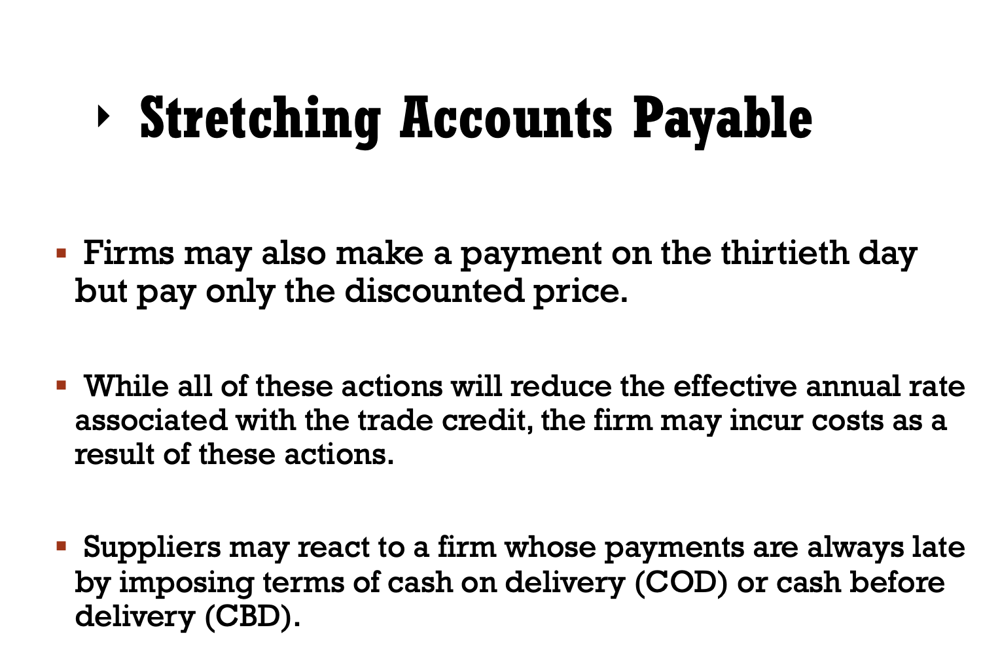 Stretching Accounts Payable
Firms may also make a payment on the thirtieth day
but pay only the discounted price.
While all of these actions will reduce the effective annual rate
associated with the trade credit, the firm may incur costs as a
result of these actions.
Suppliers may react to a firm whose payments are always late
by imposing terms of cash on delivery (COD) or cash before
delivery (CBD).